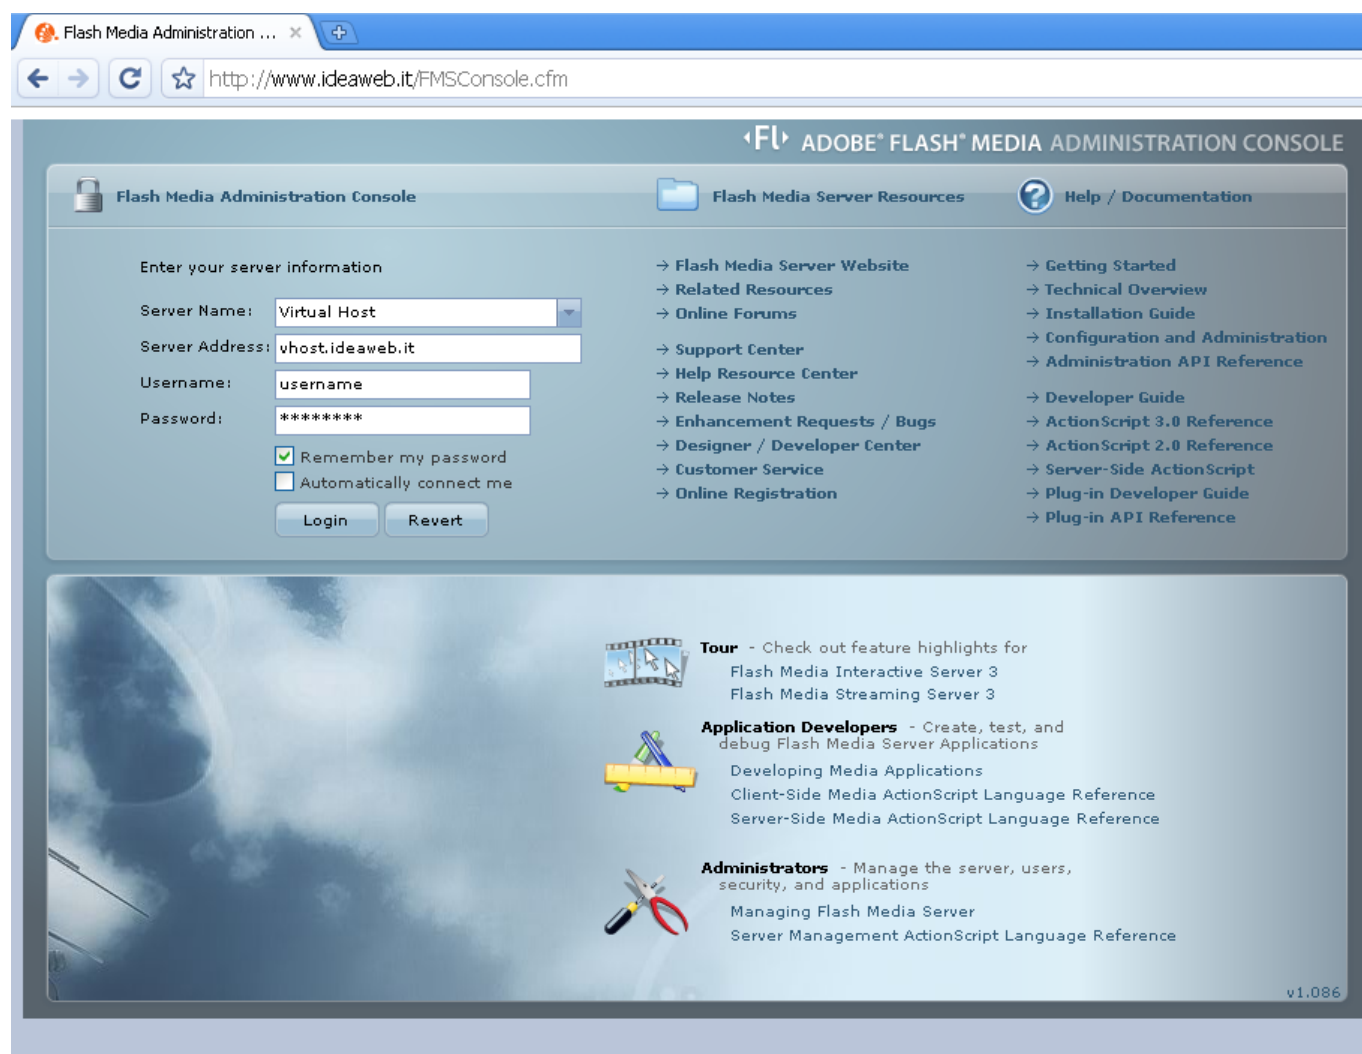 Flash Media Administration ...
http://www.ideaweb.it/FMSConsole.cfm
Fl ADOBE® FLASH® MEDIA ADMINISTRATION CONSOLE
Flash Media Administration Console
Enter your server information
Server Name: Virtual Host
Server Address: vhost.ideaweb.it
Username: username
Password: ********
Remember my password
Automatically connect me
Login Revert
Flash Media Server Resources
→ Flash Media Server Website
→ Related Resources
→ Online Forums
→ Support Center
→ Help Resource Center
→ Release Notes
→ Enhancement Requests / Bugs
→ Designer / Developer Center
→ Customer Service
→ Online Registration
? Help / Documentation
→ Getting Started
→ Technical Overview
→ Installation Guide
→ Configuration and Administration
→ Administration API Reference
→ Developer Guide
→ ActionScript 3.0 Reference
→ ActionScript 2.0 Reference
→ Server-Side ActionScript
→ Plug-in Developer Guide
→ Plug-in API Reference
Tour - Check out feature highlights for
Flash Media Interactive Server 3
Flash Media Streaming Server 3
Application Developers - Create, test, and
debug Flash Media Server Applications
Developing Media Applications
Client-Side Media ActionScript Language Reference
Server-Side Media ActionScript Language Reference
Administrators - Manage the server, users,
security, and applications
Managing Flash Media Server
Server Management ActionScript Language Reference
v1.086